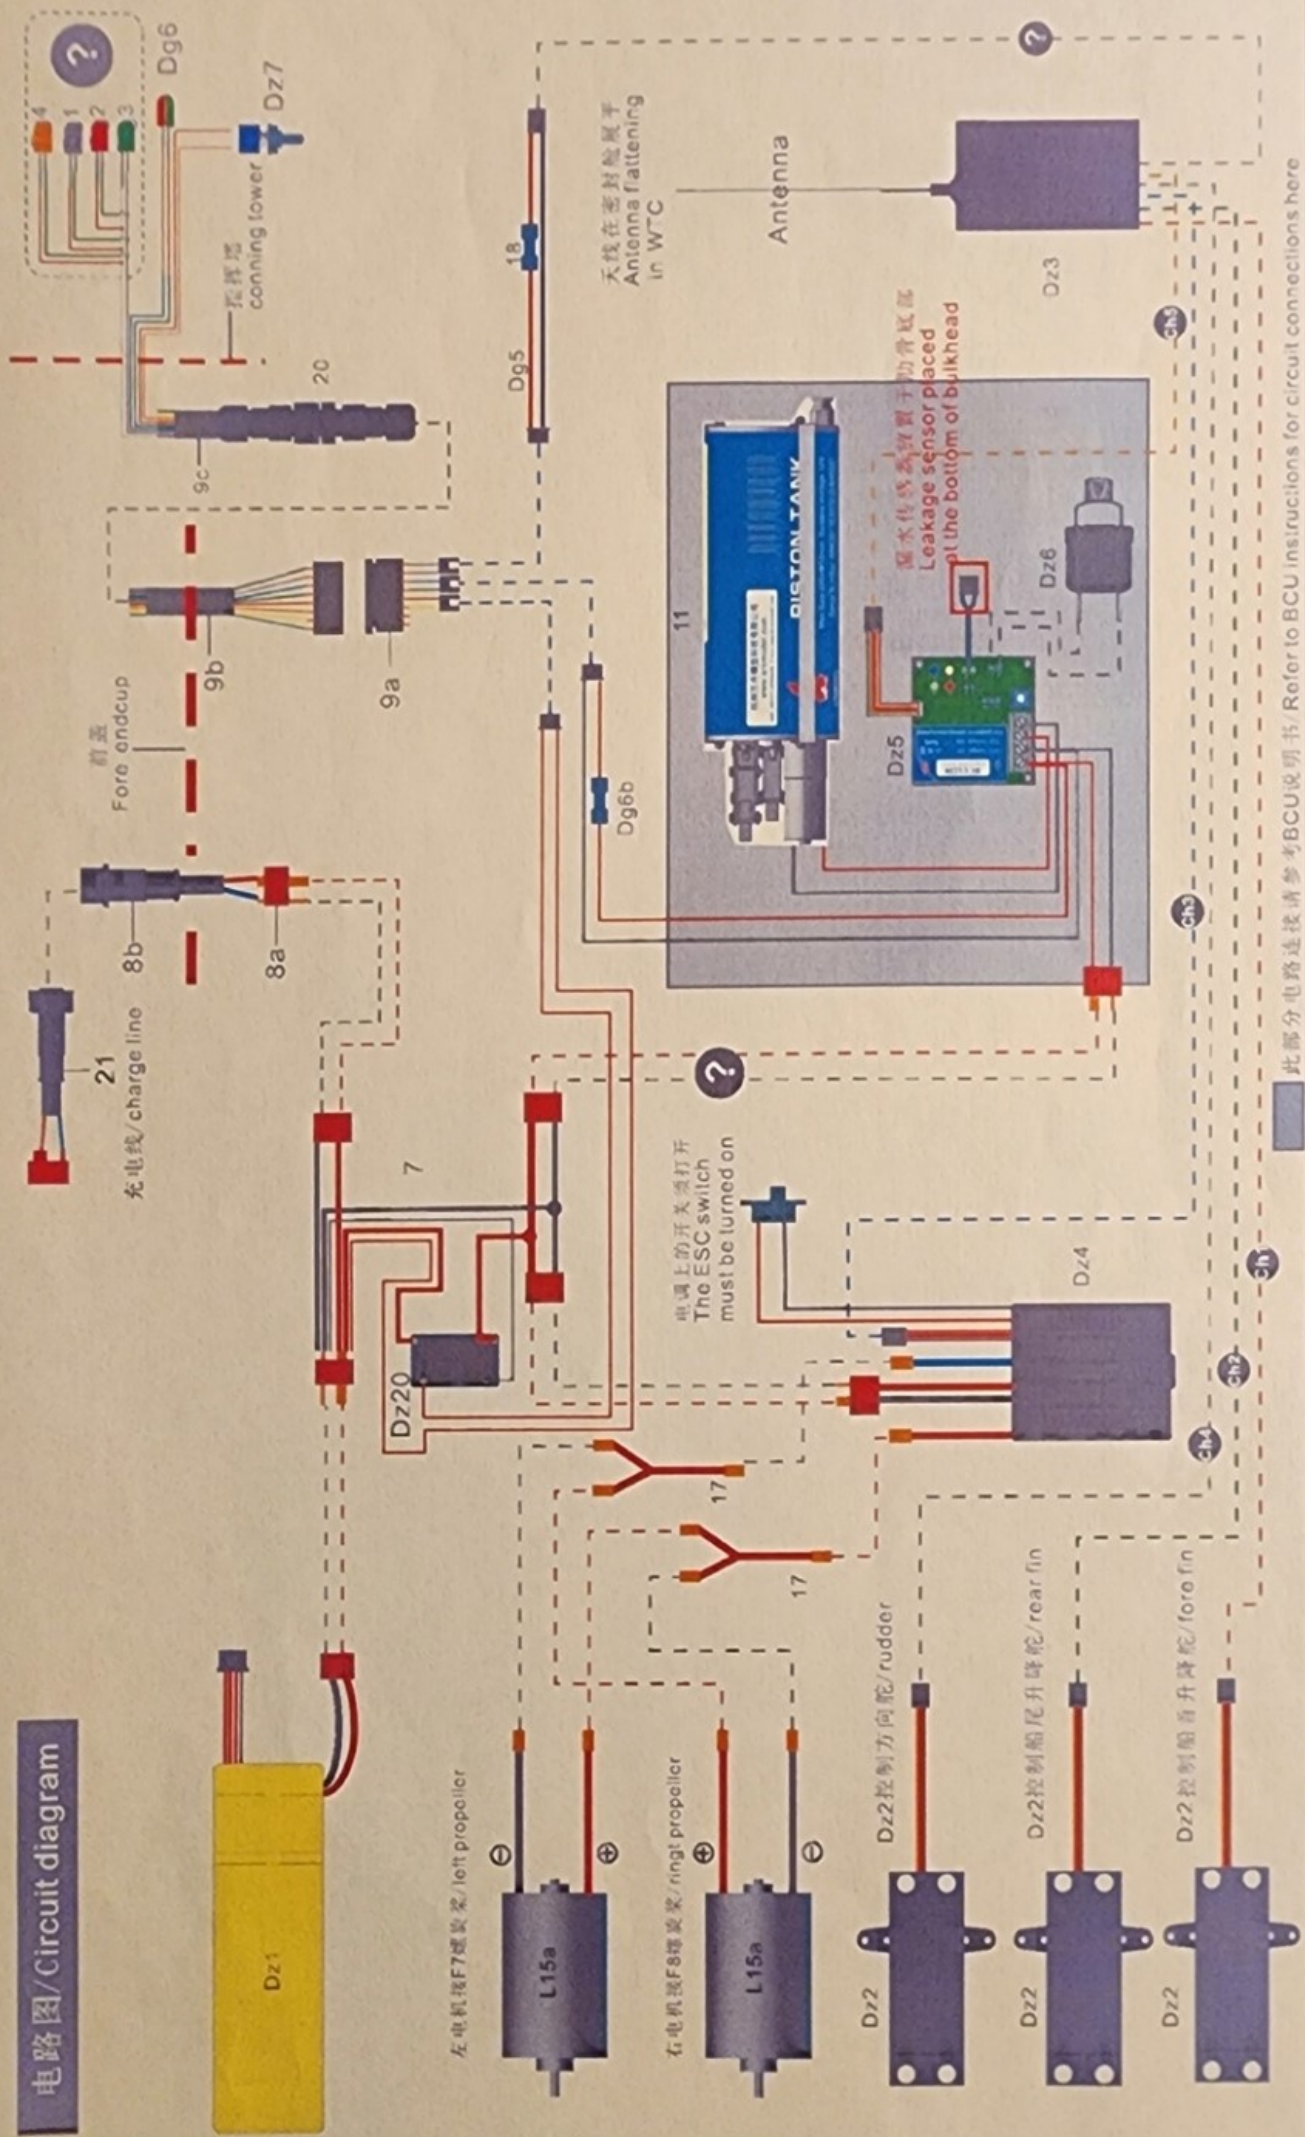 电路图/Circuit diagram
Dz1
21
充电线/charge line
8b
8a
前盖
Fore endcup
9b
9a
9c
20
指挥塔
conning tower
4
1
2
3
?
Dg6
Dz7
7
Dz20
Dg5
18
Dg6b
天线在密封舱展于
Antenna flattening
in WTC
Antenna
?
Dz3
11
PISTON TANK
漏水传感器放置于肋骨底部
Leakage sensor placed
at the bottom of bulkhead
Dz5
Dz6
?
电调上的开关须打开
The ESC switch
must be turned on
Dz4
17
17
左电机接F7螺旋桨/left propeller
L15a
⊖
⊕
右电机接F8螺旋桨/ringt propeller
L15a
⊕
⊖
Dz2控制方向舵/rudder
Dz2
Dz2控制船尾升降舵/rear fin
Dz2
Dz2控制船首升降舵/fore fin
Dz2
Ch5
Ch3
Ch4
Ch2
Ch1
此部分电路连接请参考BCU说明书/Refer to BCU instructions for circuit connections here